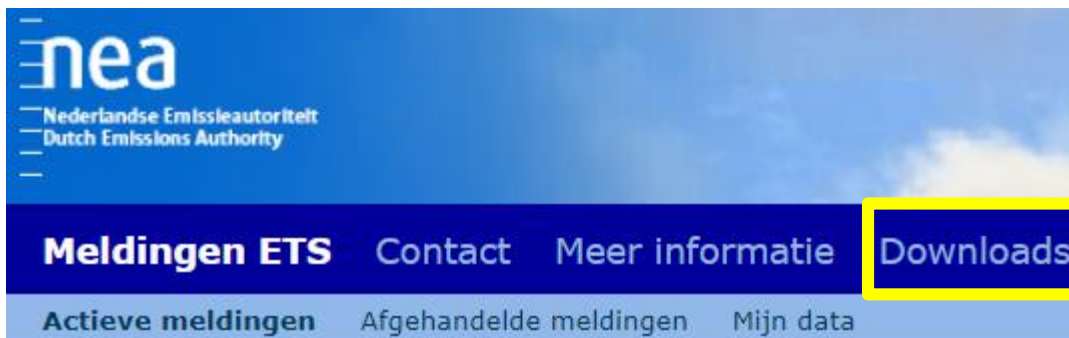 nea
Nederlandse Emissieautoriteit
Dutch Emissions Authority
Meldingen ETS Contact Meer informatie Downloads
Actieve meldingen Afgehandelde meldingen Mijn data